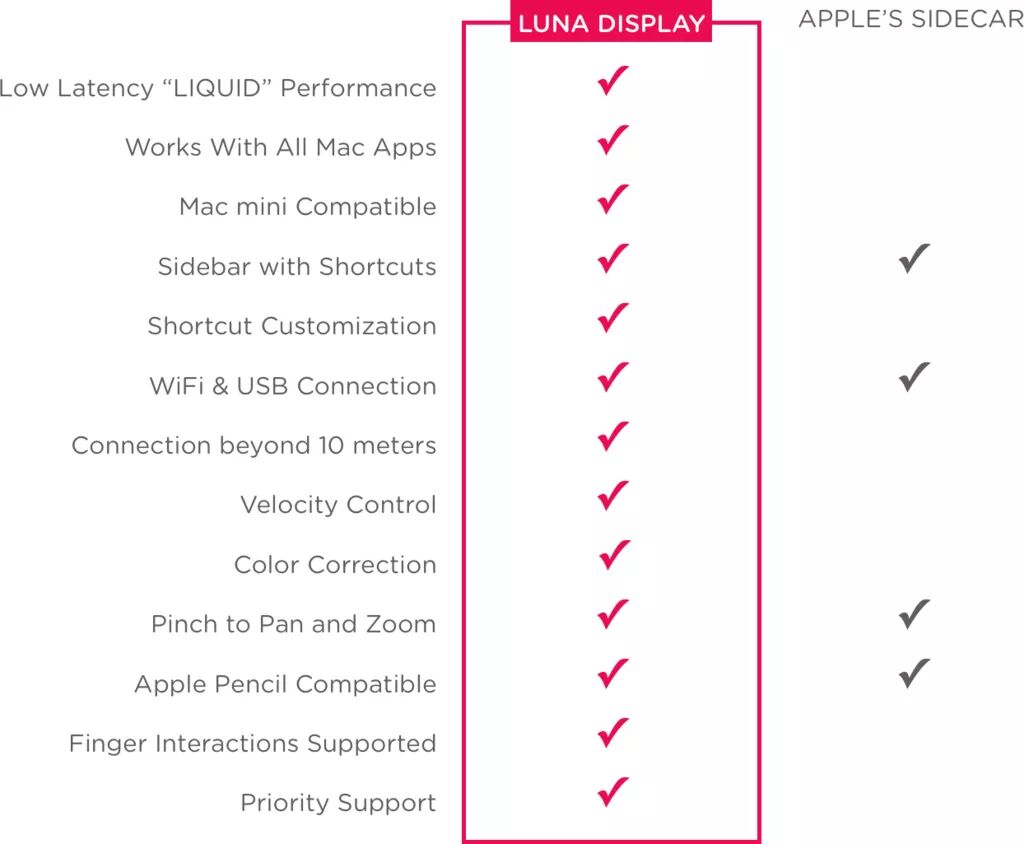 LUNA DISPLAY APPLE’S SIDECAR
Low Latency “LIQUID” Performance ✓
Works With All Mac Apps ✓
Mac mini Compatible ✓
Sidebar with Shortcuts ✓ ✓
Shortcut Customization ✓
WiFi & USB Connection ✓ ✓
Connection beyond 10 meters ✓
Velocity Control ✓
Color Correction ✓
Pinch to Pan and Zoom ✓ ✓
Apple Pencil Compatible ✓ ✓
Finger Interactions Supported ✓
Priority Support ✓